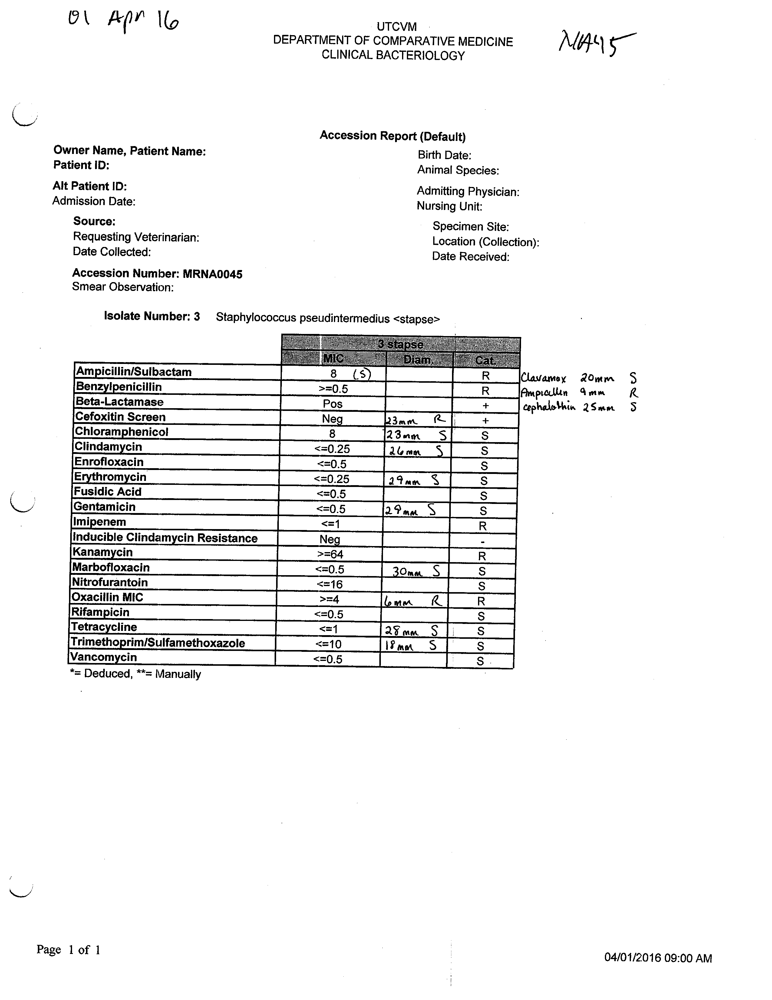 01 Apr 16
UTCVM
DEPARTMENT OF COMPARATIVE MEDICINE
CLINICAL BACTERIOLOGY
NA45
Accession Report (Default)
Owner Name, Patient Name:
Birth Date:
Patient ID:
Animal Species:
Alt Patient ID:
Admitting Physician:
Admission Date:
Nursing Unit:
Source:
Specimen Site:
Requesting Veterinarian:
Location (Collection):
Date Collected:
Date Received:
Accession Number: MRNA0045
Smear Observation:
Isolate Number: 3 Staphylococcus pseudintermedius <stapse>
3 stapse
MIC Diam. Cat.
Ampicillin/Sulbactam 8 (S) R Clavamox 20mm S
Benzylpenicillin >=0.5 R Ampicillin 9mm R
Beta-Lactamase Pos + cephalothin 25mm S
Cefoxitin Screen Neg 23mm R +
Chloramphenicol 8 23mm S S
Clindamycin <=0.25 26mm S S
Enrofloxacin <=0.5 S
Erythromycin <=0.25 29mm S S
Fusidic Acid <=0.5 S
Gentamicin <=0.5 29mm S S
Imipenem <=1 R
Inducible Clindamycin Resistance Neg -
Kanamycin >=64 R
Marbofloxacin <=0.5 30mm S S
Nitrofurantoin <=16 S
Oxacillin MIC >=4 6mm R R
Rifampicin <=0.5 S
Tetracycline <=1 28mm S S
Trimethoprim/Sulfamethoxazole <=10 18mm S S
Vancomycin <=0.5 S
*= Deduced, **= Manually
Page 1 of 1
04/01/2016 09:00 AM